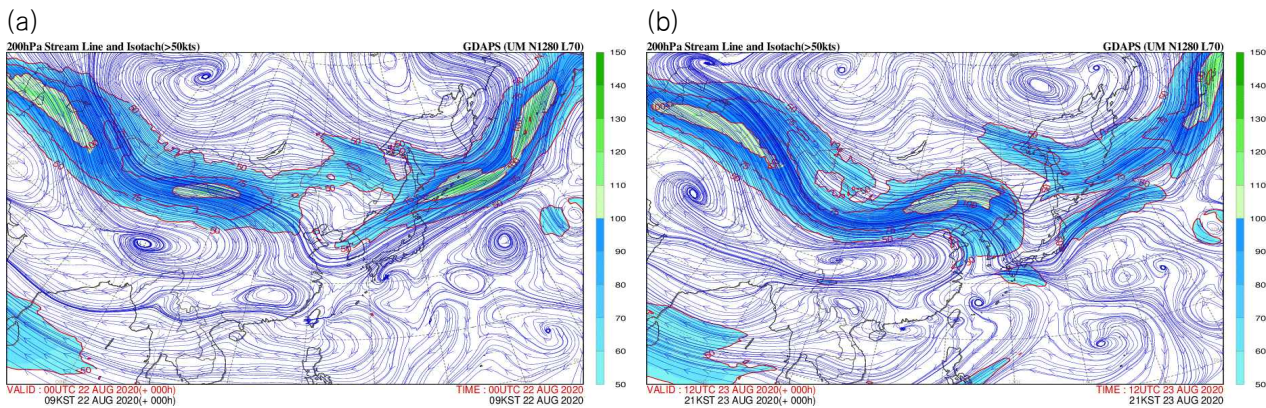 (a)
(b)
200hPa Stream Line and Isotach(>50kts)
GDAPS (UM N1280 L70)
200hPa Stream Line and Isotach(>50kts)
GDAPS (UM N1280 L70)
150
140
130
120
110
100
90
80
70
60
50
150
140
130
120
110
100
90
80
70
60
50
VALID : 00UTC 22 AUG 2020(+ 000h)
TIME : 00UTC 22 AUG 2020
09KST 22 AUG 2020(+ 000h)
09KST 22 AUG 2020
VALID : 12UTC 23 AUG 2020(+ 000h)
TIME : 12UTC 23 AUG 2020
21KST 23 AUG 2020(+ 000h)
21KST 23 AUG 2020